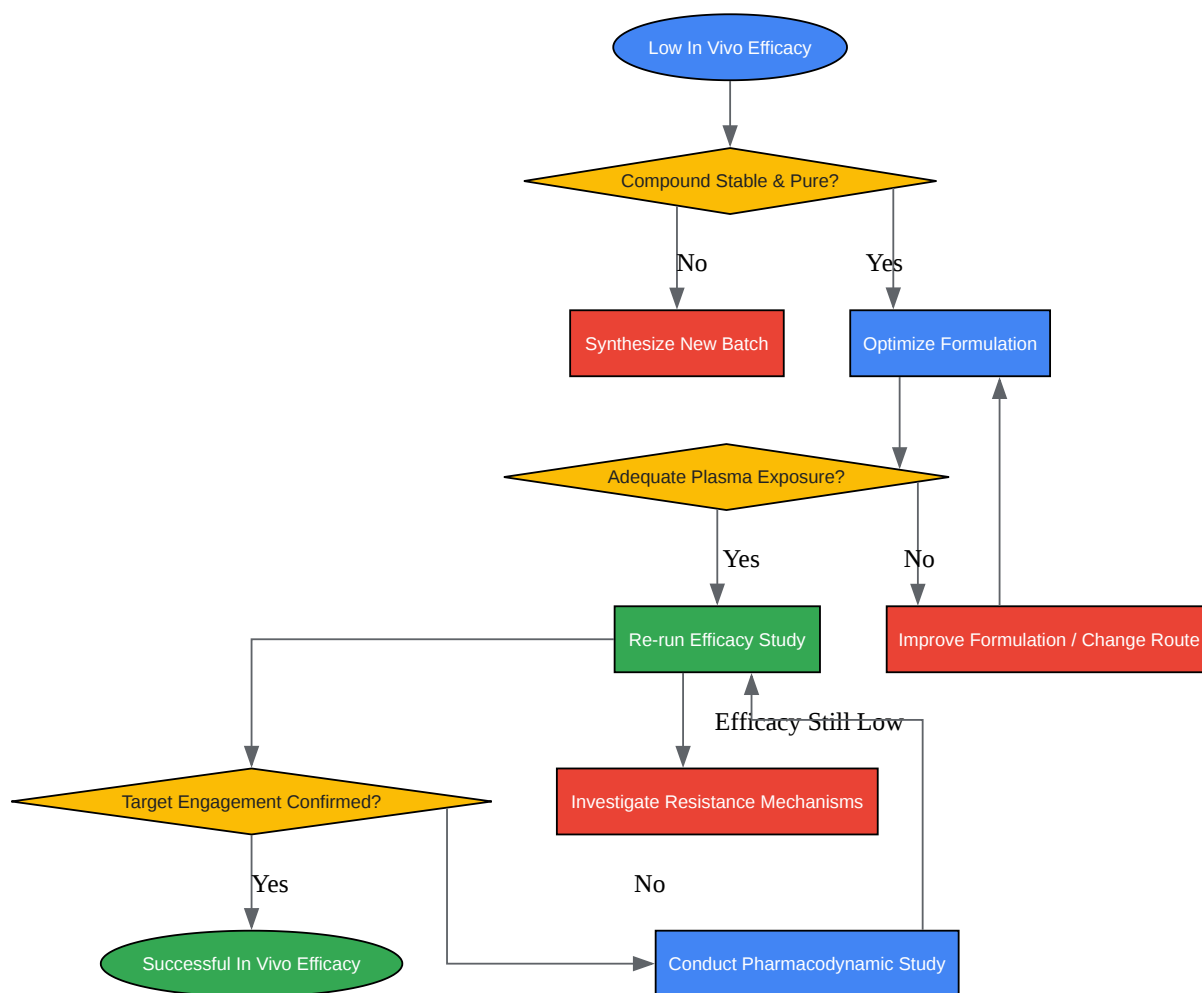 Low In Vivo Efficacy
Compound Stable & Pure?
No
Yes
Synthesize New Batch
Optimize Formulation
Adequate Plasma Exposure?
Yes
No
Re-run Efficacy Study
Improve Formulation / Change Route
Efficacy Still Low
Target Engagement Confirmed?
Investigate Resistance Mechanisms
Yes
No
Successful In Vivo Efficacy
Conduct Pharmacodynamic Study